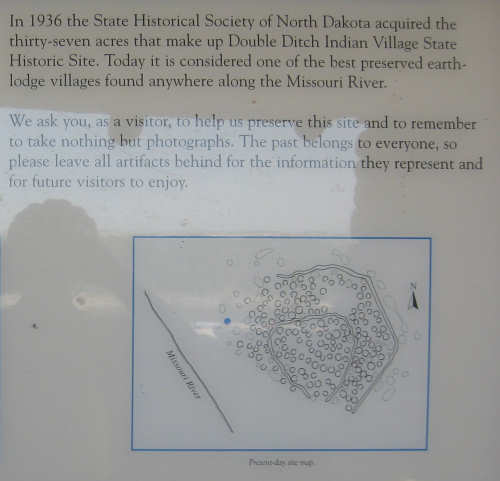 In 1936 the State Historical Society of North Dakota acquired the
thirty-seven acres that make up Double Ditch Indian Village State
Historic Site. Today it is considered one of the best preserved earth-
lodge villages found anywhere along the Missouri River.
We ask you, as a visitor, to help us preserve this site and to remember
to take nothing but photographs. The past belongs to everyone, so
please leave all artifacts behind for the information they represent and
for future visitors to enjoy.
N
Missouri River
Present-day site map.